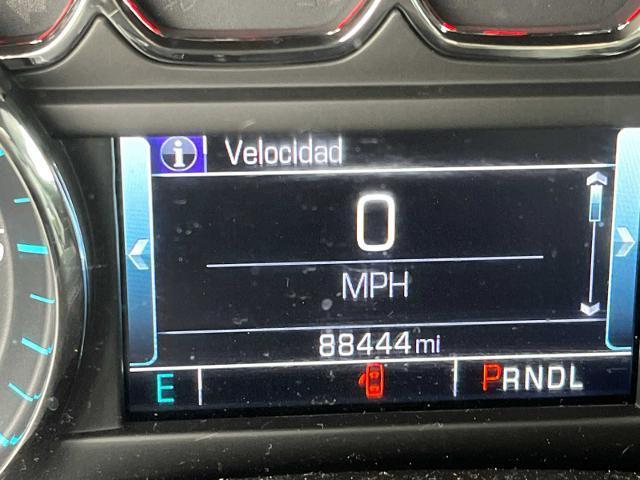 Velocidad
0
MPH
88444 mi
E
PRNDL